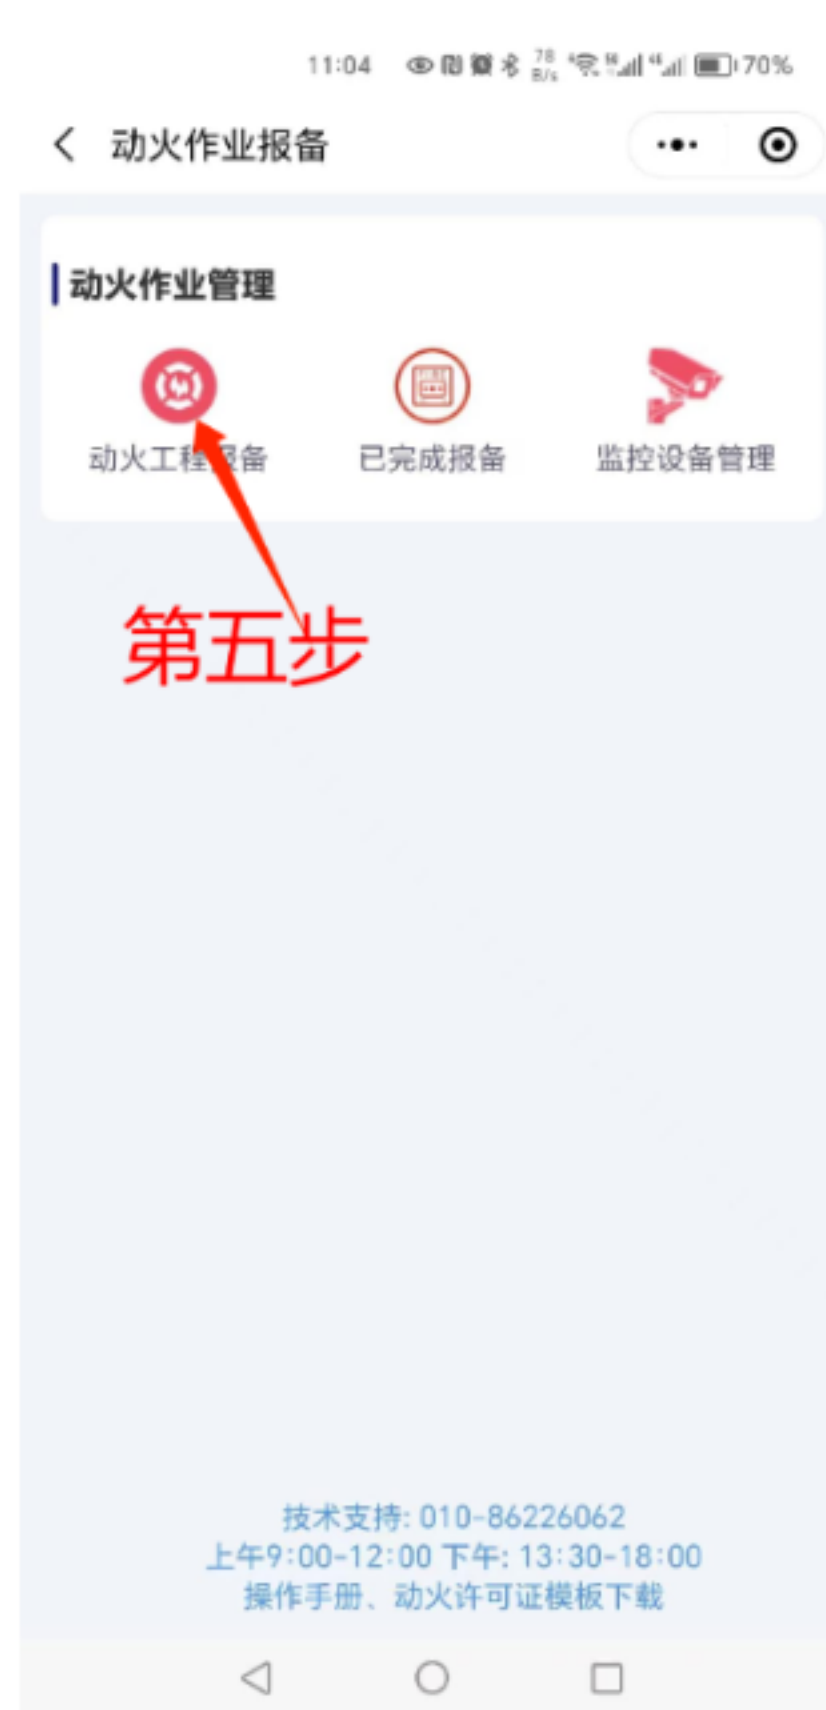 11:04 78 B/s 70%
动火作业报备
动火作业管理
动火工程报备 已完成报备 监控设备管理
第五步
技术支持: 010-86226062
上午9:00-12:00 下午: 13:30-18:00
操作手册、动火许可证模板下载